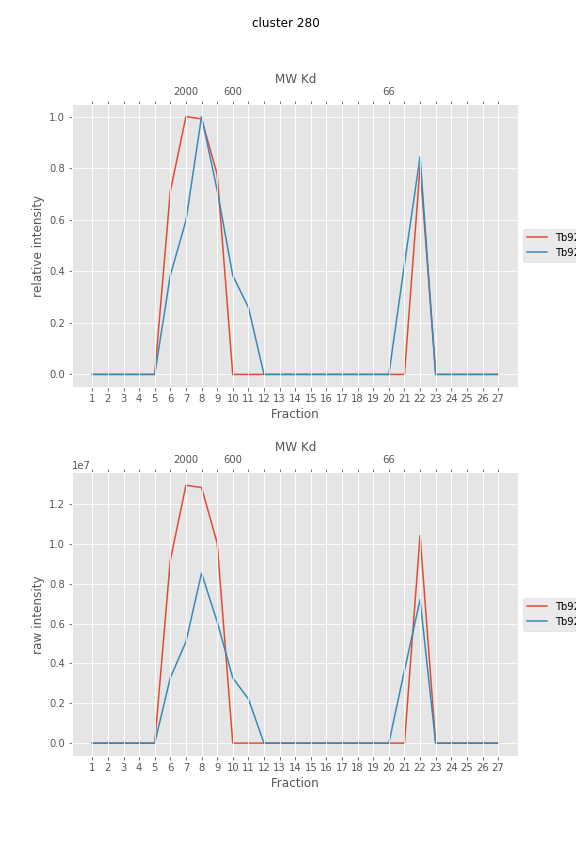 cluster 280
MW Kd
2000 600 66
1.0
0.8
0.6
0.4
0.2
0.0
relative intensity
Tb92
Tb92
1 2 3 4 5 6 7 8 9 10 11 12 13 14 15 16 17 18 19 20 21 22 23 24 25 26 27
Fraction
MW Kd
1e7
2000 600 66
1.2
1.0
0.8
0.6
0.4
0.2
0.0
raw intensity
Tb92
Tb92
1 2 3 4 5 6 7 8 9 10 11 12 13 14 15 16 17 18 19 20 21 22 23 24 25 26 27
Fraction